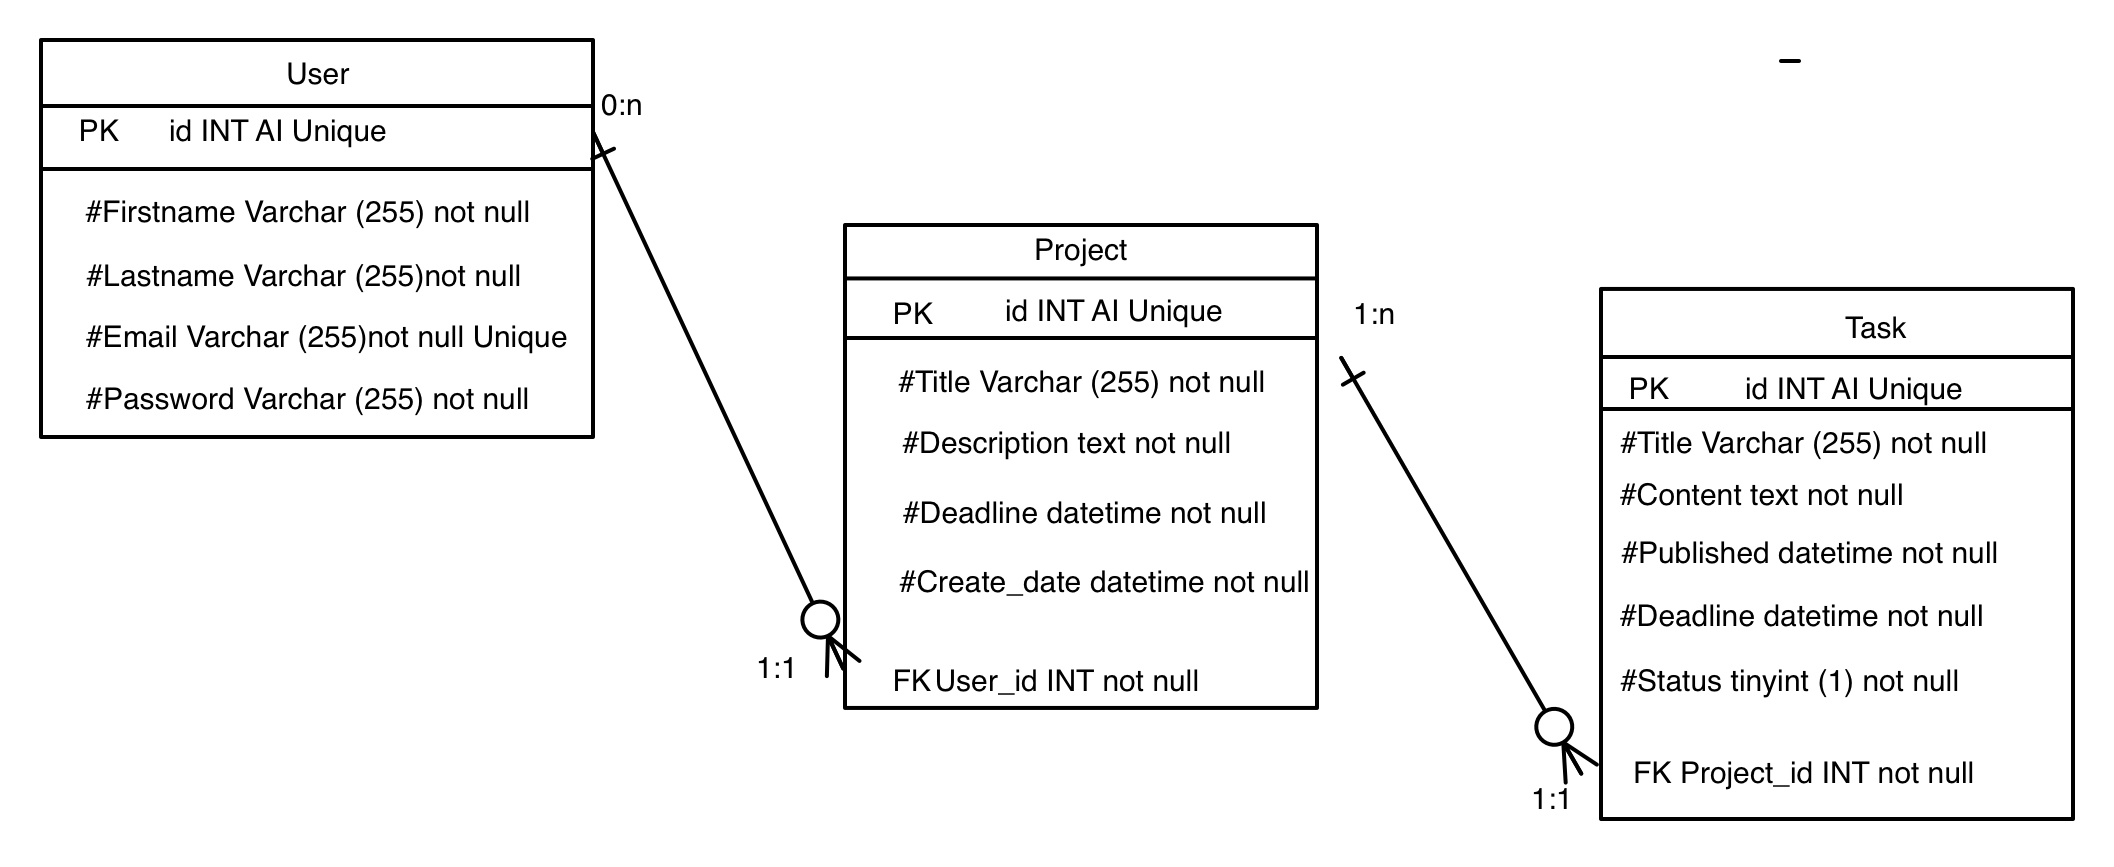 User
PK id INT AI Unique
#Firstname Varchar (255) not null
#Lastname Varchar (255)not null
#Email Varchar (255)not null Unique
#Password Varchar (255) not null
0:n
1:1
Project
PK id INT AI Unique
#Title Varchar (255) not null
#Description text not null
#Deadline datetime not null
#Create_date datetime not null
FK User_id INT not null
1:n
1:1
Task
PK id INT AI Unique
#Title Varchar (255) not null
#Content text not null
#Published datetime not null
#Deadline datetime not null
#Status tinyint (1) not null
FK Project_id INT not null